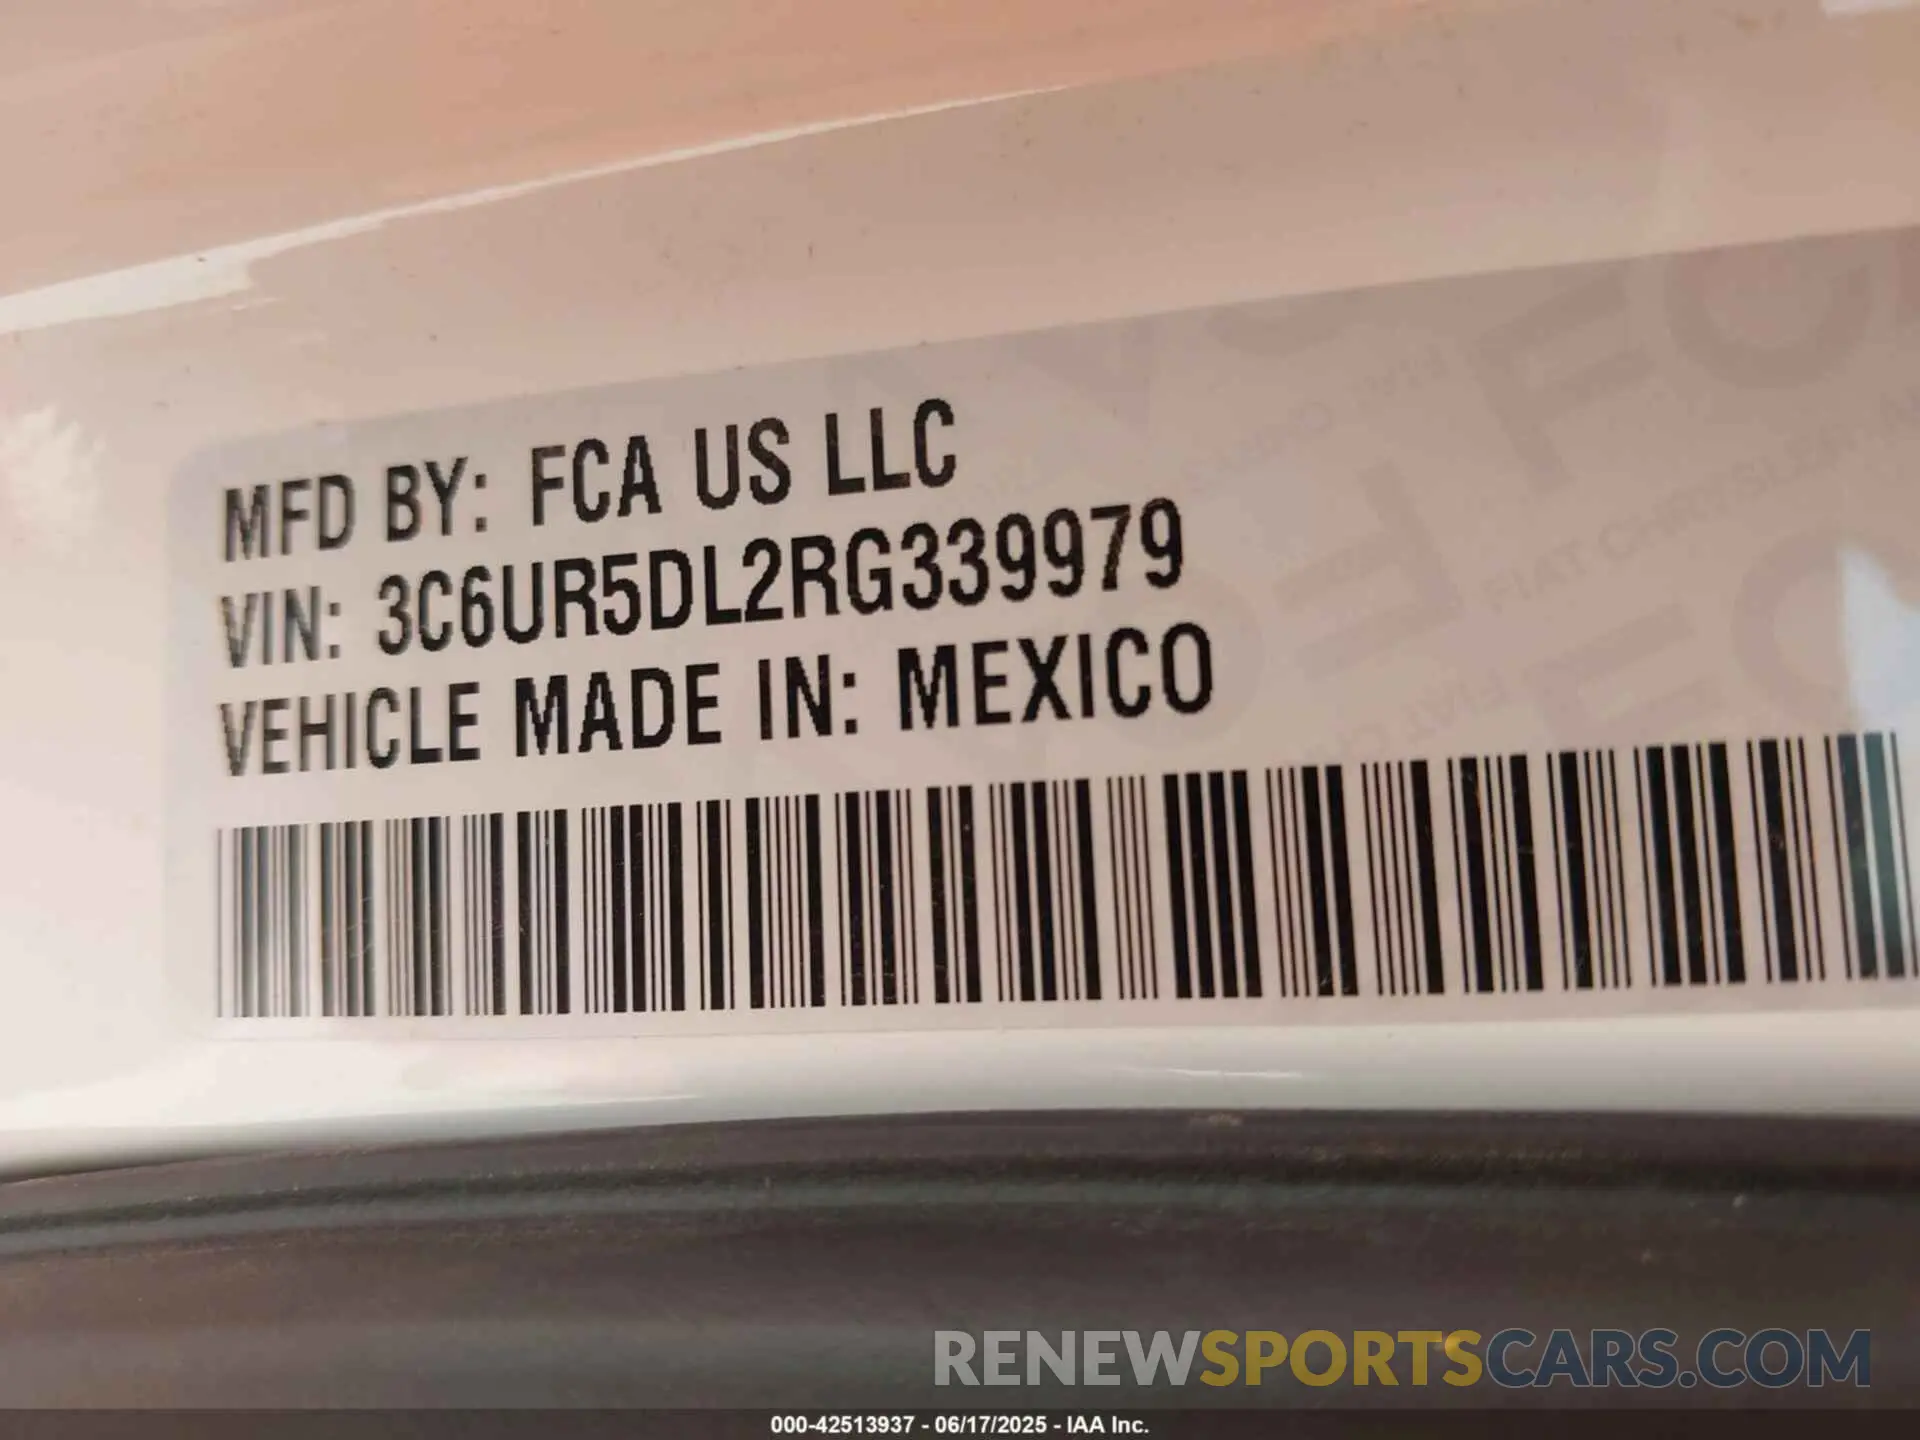 MFD BY: FCA US LLC
VIN: 3C6UR5DL2RG339979
VEHICLE MADE IN: MEXICO
RENEWSPORTSCARS.COM
000-42513937 - 06/17/2025 - IAA Inc.